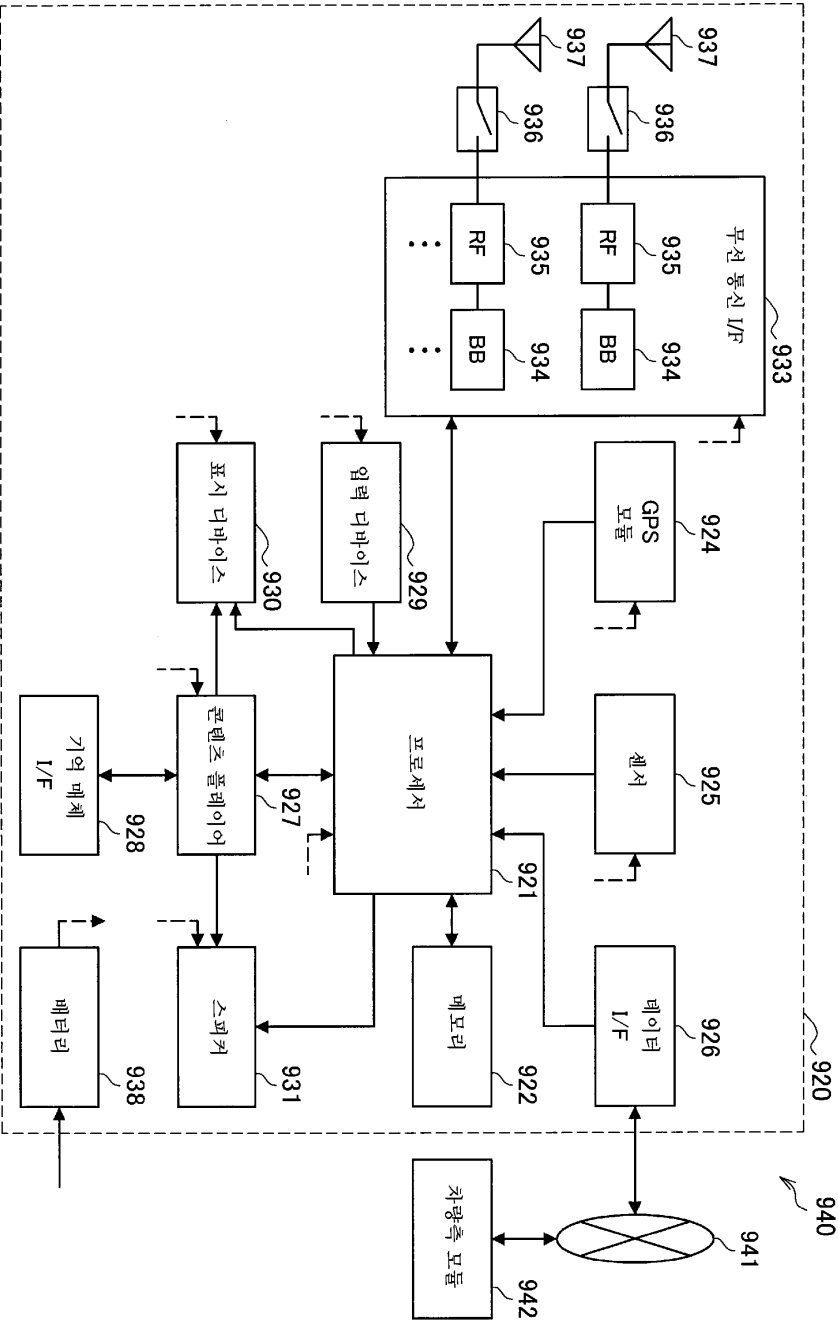 937
937
936
936
무선 통신 I/F
933
RF
935
BB
934
RF
935
BB
934
• • •
• • •
GPS
모듈
924
센서
925
데이터
I/F
926
입력 디바이스
929
표시 디바이스
930
프로세서
921
메모리
922
콘텐츠 플레이어
927
기억 매체
I/F
928
스피커
931
배터리
938
920
940
941
차량측 모듈
942